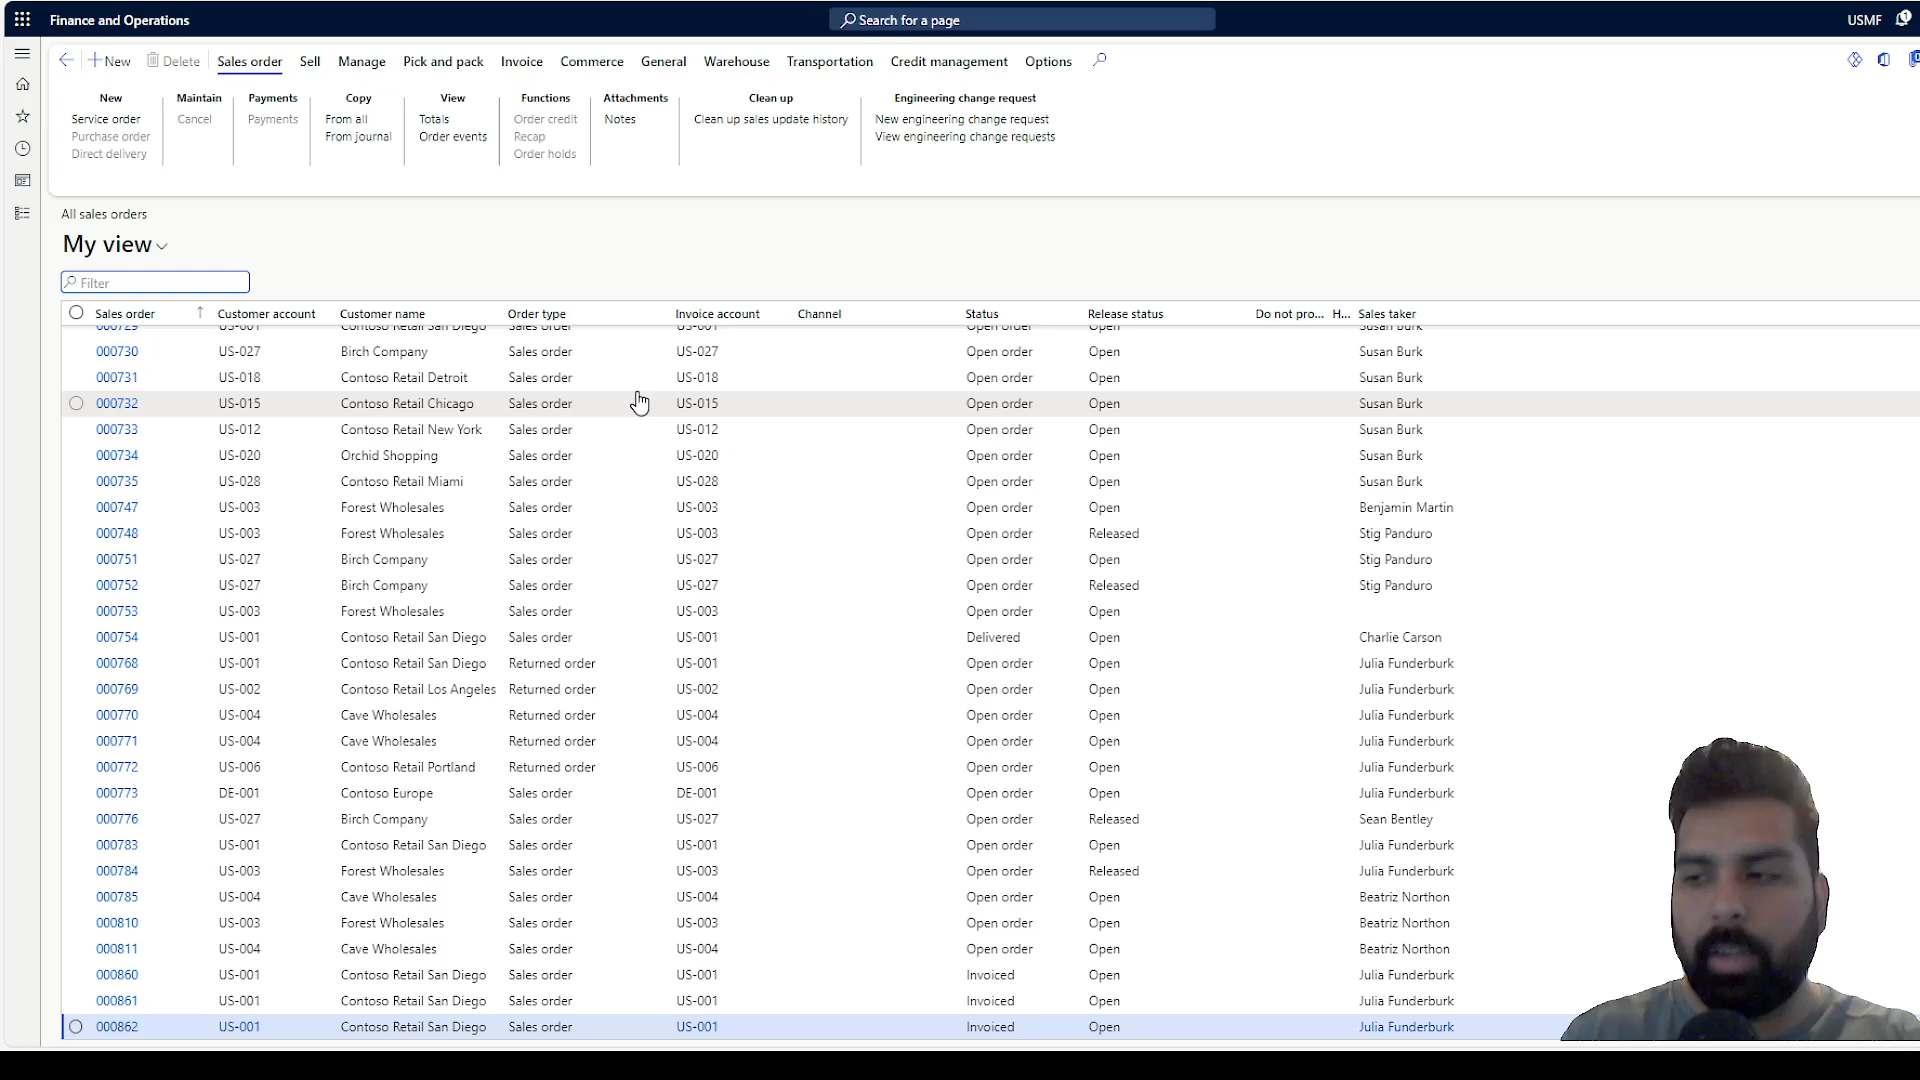 Finance and Operations
Search for a page
USMF
1
New
Delete
Sales order
Sell
Manage
Pick and pack
Invoice
Commerce
General
Warehouse
Transportation
Credit management
Options
New
Service order
Purchase order
Direct delivery
Maintain
Cancel
Payments
Payments
Copy
From all
From journal
View
Totals
Order events
Functions
Order credit
Recap
Order holds
Attachments
Notes
Clean up
Clean up sales update history
Engineering change request
New engineering change request
View engineering change requests
All sales orders
My view
Filter
Sales order Customer account Customer name Order type Invoice account Channel Status Release status Do not pro... H... Sales taker
000729 US-001 Contoso Retail San Diego Sales order US-001 Open order Open Susan Burk
000730 US-027 Birch Company Sales order US-027 Open order Open Susan Burk
000731 US-018 Contoso Retail Detroit Sales order US-018 Open order Open Susan Burk
000732 US-015 Contoso Retail Chicago Sales order US-015 Open order Open Susan Burk
000733 US-012 Contoso Retail New York Sales order US-012 Open order Open Susan Burk
000734 US-020 Orchid Shopping Sales order US-020 Open order Open Susan Burk
000735 US-028 Contoso Retail Miami Sales order US-028 Open order Open Susan Burk
000747 US-003 Forest Wholesales Sales order US-003 Open order Open Benjamin Martin
000748 US-003 Forest Wholesales Sales order US-003 Open order Released Stig Panduro
000751 US-027 Birch Company Sales order US-027 Open order Open Stig Panduro
000752 US-027 Birch Company Sales order US-027 Open order Released Stig Panduro
000753 US-003 Forest Wholesales Sales order US-003 Open order Open
000754 US-001 Contoso Retail San Diego Sales order US-001 Delivered Open Charlie Carson
000768 US-001 Contoso Retail San Diego Returned order US-001 Open order Open Julia Funderburk
000769 US-002 Contoso Retail Los Angeles Returned order US-002 Open order Open Julia Funderburk
000770 US-004 Cave Wholesales Returned order US-004 Open order Open Julia Funderburk
000771 US-004 Cave Wholesales Returned order US-004 Open order Open Julia Funderburk
000772 US-006 Contoso Retail Portland Returned order US-006 Open order Open Julia Funderburk
000773 DE-001 Contoso Europe Sales order DE-001 Open order Open Julia Funderburk
000776 US-027 Birch Company Sales order US-027 Open order Released Sean Bentley
000783 US-001 Contoso Retail San Diego Sales order US-001 Open order Open Julia Funderburk
000784 US-003 Forest Wholesales Sales order US-003 Open order Released Julia Funderburk
000785 US-004 Cave Wholesales Sales order US-004 Open order Open Beatriz Northon
000810 US-003 Forest Wholesales Sales order US-003 Open order Open Beatriz Northon
000811 US-004 Cave Wholesales Sales order US-004 Open order Open Beatriz Northon
000860 US-001 Contoso Retail San Diego Sales order US-001 Invoiced Open Julia Funderburk
000861 US-001 Contoso Retail San Diego Sales order US-001 Invoiced Open Julia Funderburk
000862 US-001 Contoso Retail San Diego Sales order US-001 Invoiced Open Julia Funderburk